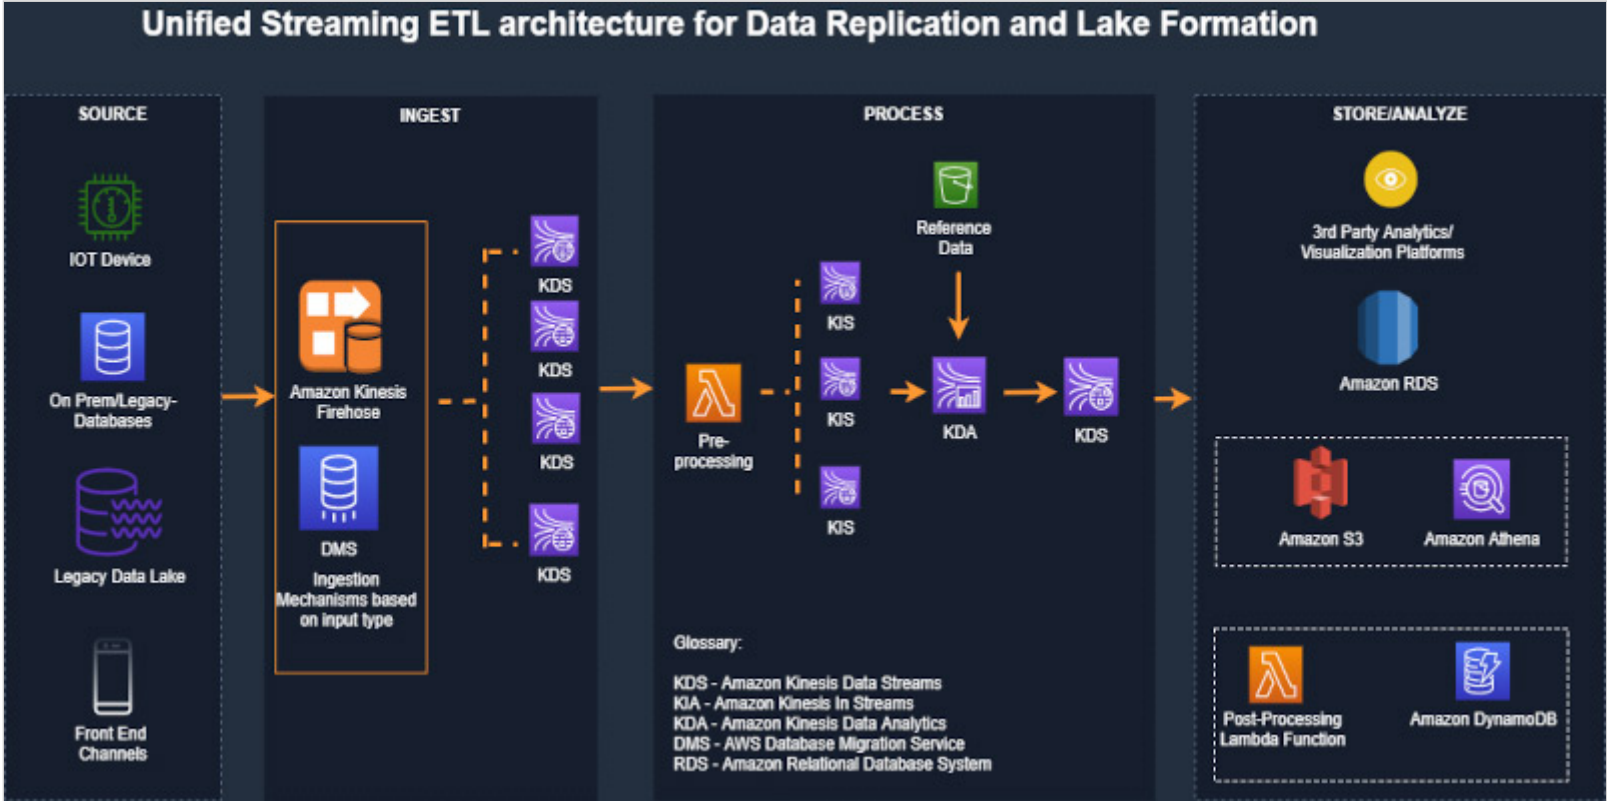 Unified Streaming ETL architecture for Data Replication and Lake Formation
SOURCE
IOT Device
On Prem/Legacy-
Databases
Legacy Data Lake
Front End
Channels
INGEST
Amazon Kinesis
Firehose
DMS
Ingestion
Mechanisms based
on input type
KDS
KDS
KDS
KDS
PROCESS
Reference
Data
Pre-
processing
KIS
KIS
KIS
KDA
KDS
Glossary:
KDS - Amazon Kinesis Data Streams
KIA - Amazon Kinesis In Streams
KDA - Amazon Kinesis Data Analytics
DMS - AWS Database Migration Service
RDS - Amazon Relational Database System
STORE/ANALYZE
3rd Party Analytics/
Visualization Platforms
Amazon RDS
Amazon S3
Amazon Athena
Post-Processing
Lambda Function
Amazon DynamoDB